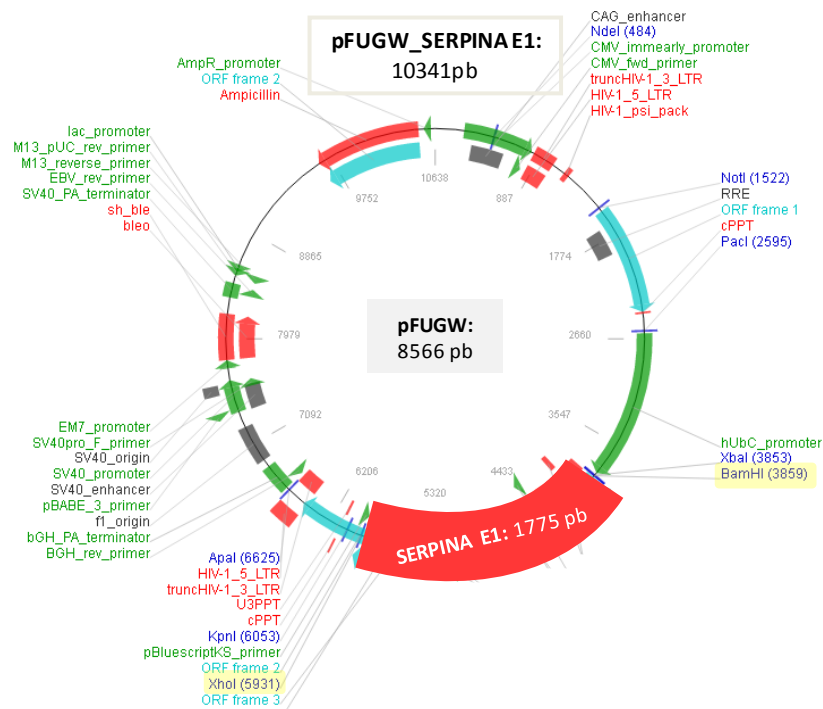 pFUGW_SERPINA E1:
10341pb
CAG_enhancer
NdeI (484)
CMV_immearly_promoter
CMV_fwd_primer
truncHIV-1_3_LTR
HIV-1_5_LTR
HIV-1_psi_pack
AmpR_promoter
ORF frame 2
Ampicillin
lac_promoter
M13_pUC_rev_primer
M13_reverse_primer
EBV_rev_primer
SV40_PA_terminator
sh_ble
bleo
NotI (1522)
RRE
ORF frame 1
cPPT
PacI (2595)
10638
887
1774
2660
3547
4433
5320
6206
7092
7979
8865
9752
pFUGW:
8566 pb
hUbC_promoter
XbaI (3853)
BamHI (3859)
SERPINA E1: 1775 pb
EM7_promoter
SV40pro_F_primer
SV40_origin
SV40_promoter
SV40_enhancer
pBABE_3_primer
f1_origin
bGH_PA_terminator
BGH_rev_primer
ApaI (6625)
HIV-1_5_LTR
truncHIV-1_3_LTR
U3PPT
cPPT
KpnI (6053)
pBluescriptKS_primer
ORF frame 2
XhoI (5931)
ORF frame 3